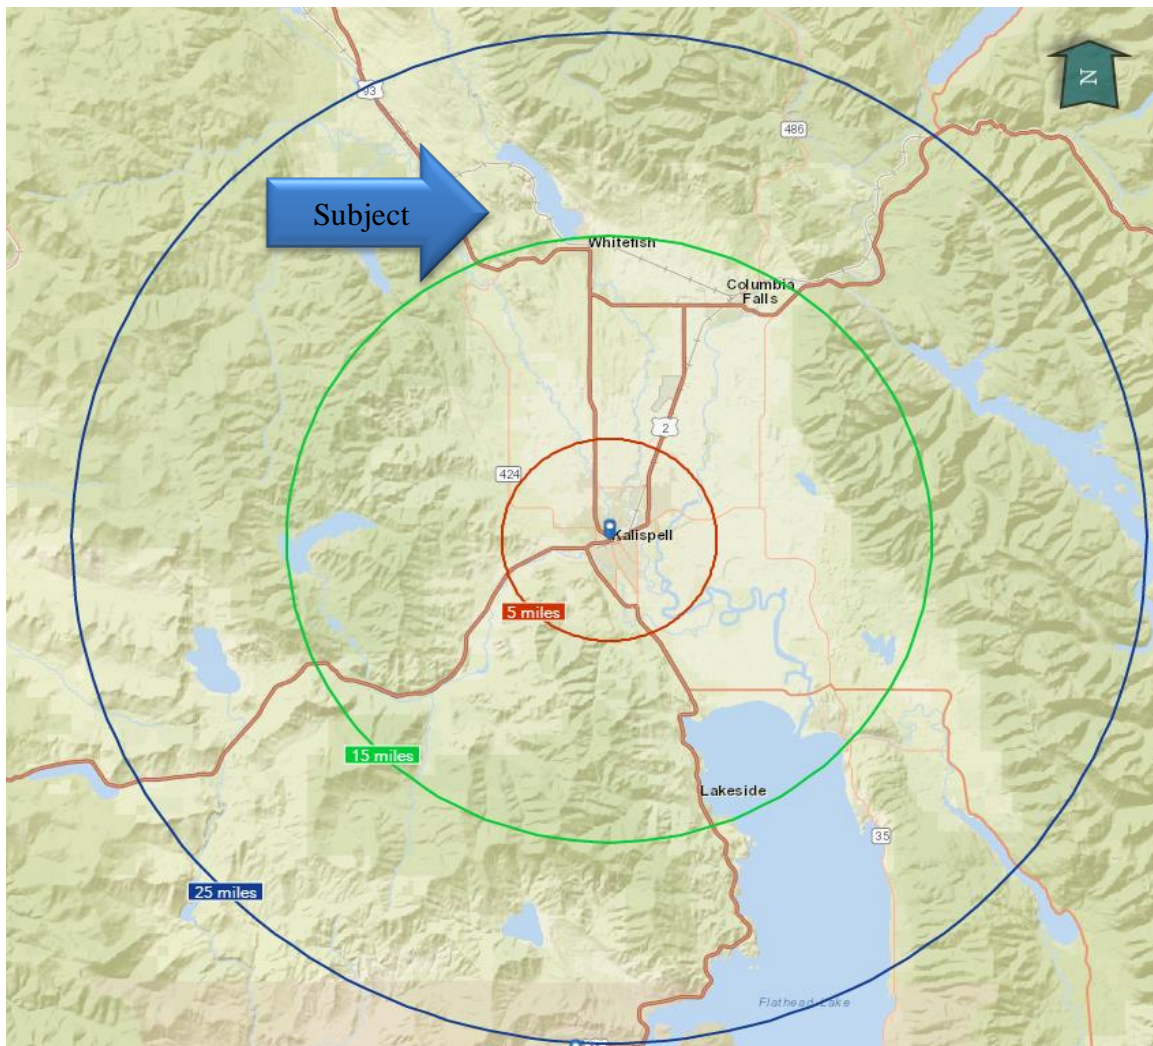 N
93
486
Subject
Whitefish
Columbia
Falls
2
424
Kalispell
5 miles
15 miles
Lakeside
35
25 miles
Flathead Lake